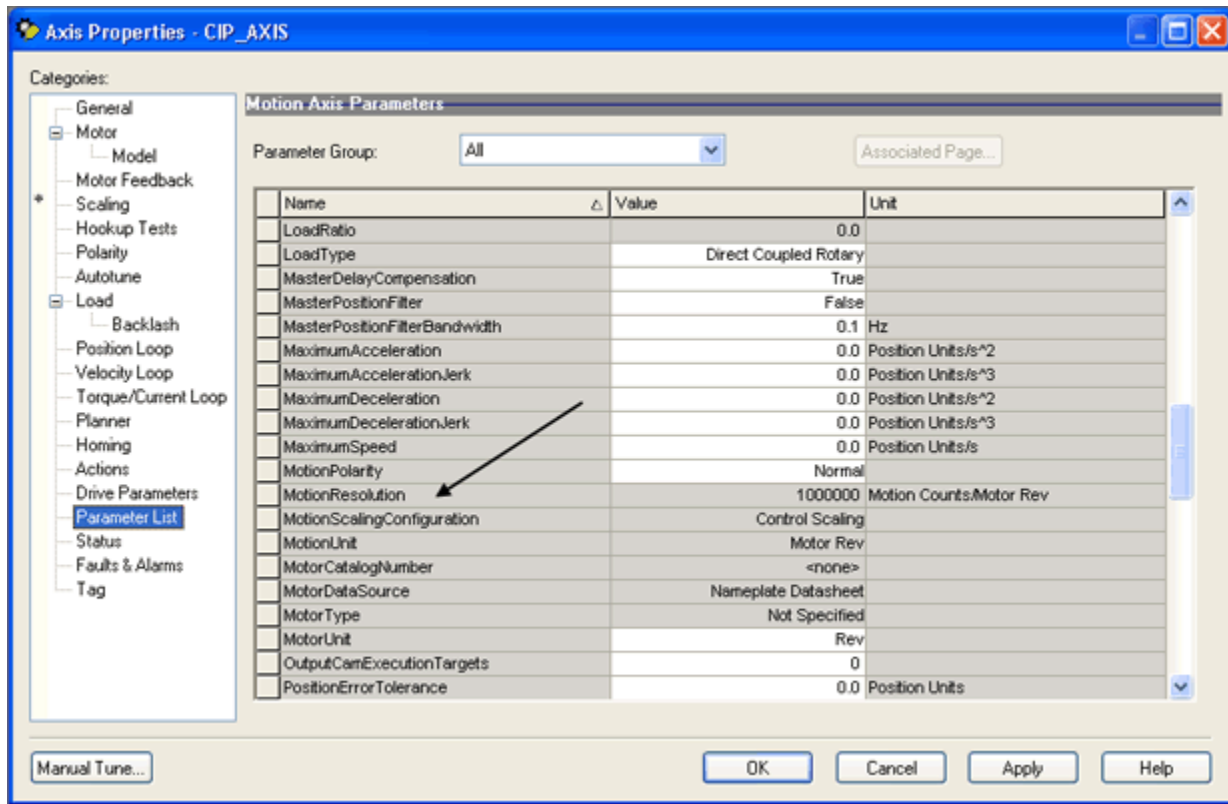 Axis Properties - CIP_AXIS
Categories:
General
Motor
Model
Motor Feedback
* Scaling
Hookup Tests
Polarity
Autotune
Load
Backlash
Position Loop
Velocity Loop
Torque/Current Loop
Planner
Homing
Actions
Drive Parameters
Parameter List
Status
Faults & Alarms
Tag
Motion Axis Parameters
Parameter Group: All Associated Page...
Name Value Unit
LoadRatio 0.0
LoadType Direct Coupled Rotary
MasterDelayCompensation True
MasterPositionFilter False
MasterPositionFilterBandwidth 0.1 Hz
MaximumAcceleration 0.0 Position Units/s^2
MaximumAccelerationJerk 0.0 Position Units/s^3
MaximumDeceleration 0.0 Position Units/s^2
MaximumDecelerationJerk 0.0 Position Units/s^3
MaximumSpeed 0.0 Position Units/s
MotionPolarity Normal
MotionResolution 1000000 Motion Counts/Motor Rev
MotionScalingConfiguration Control Scaling
MotionUnit Motor Rev
MotorCatalogNumber <none>
MotorDataSource Nameplate Datasheet
MotorType Not Specified
MotorUnit Rev
OutputCamExecutionTargets 0
PositionErrorTolerance 0.0 Position Units
Manual Tune... OK Cancel Apply Help